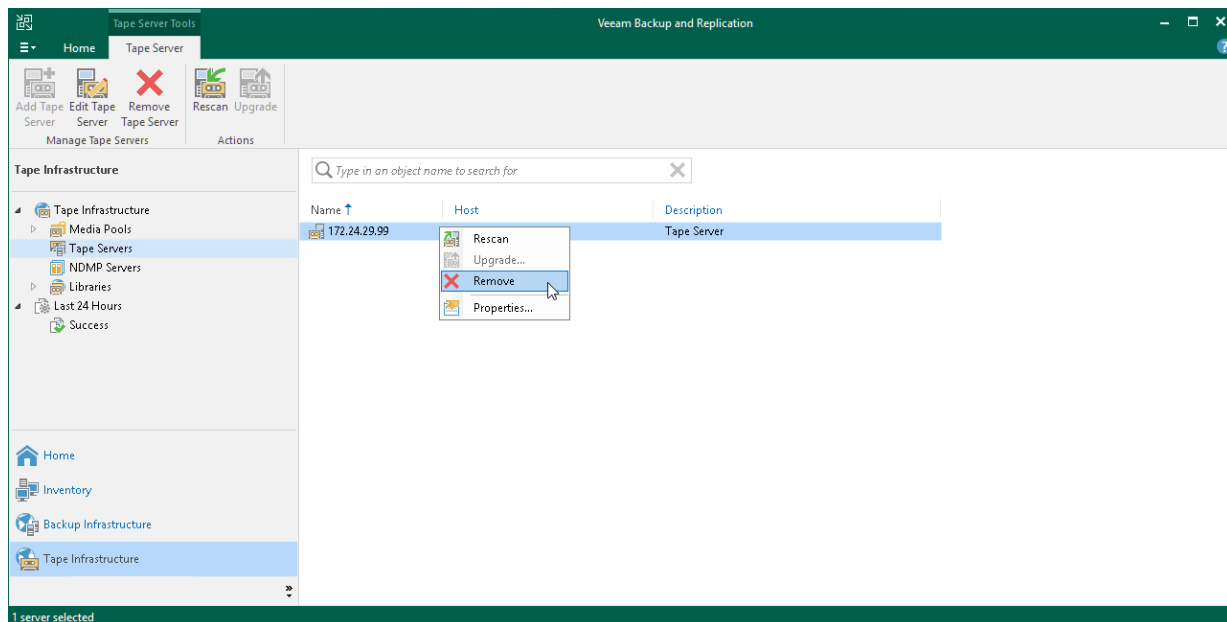 Tape Server Tools
Veeam Backup and Replication
Home
Tape Server
Add Tape Server
Edit Tape Server
Remove Tape Server
Rescan
Upgrade
Manage Tape Servers
Actions
Tape Infrastructure
Type in an object name to search for
Tape Infrastructure
Media Pools
Tape Servers
NDMP Servers
Libraries
Last 24 Hours
Success
Name
Host
Description
172.24.29.99
Tape Server
Rescan
Upgrade...
Remove
Properties...
Home
Inventory
Backup Infrastructure
Tape Infrastructure
1 server selected